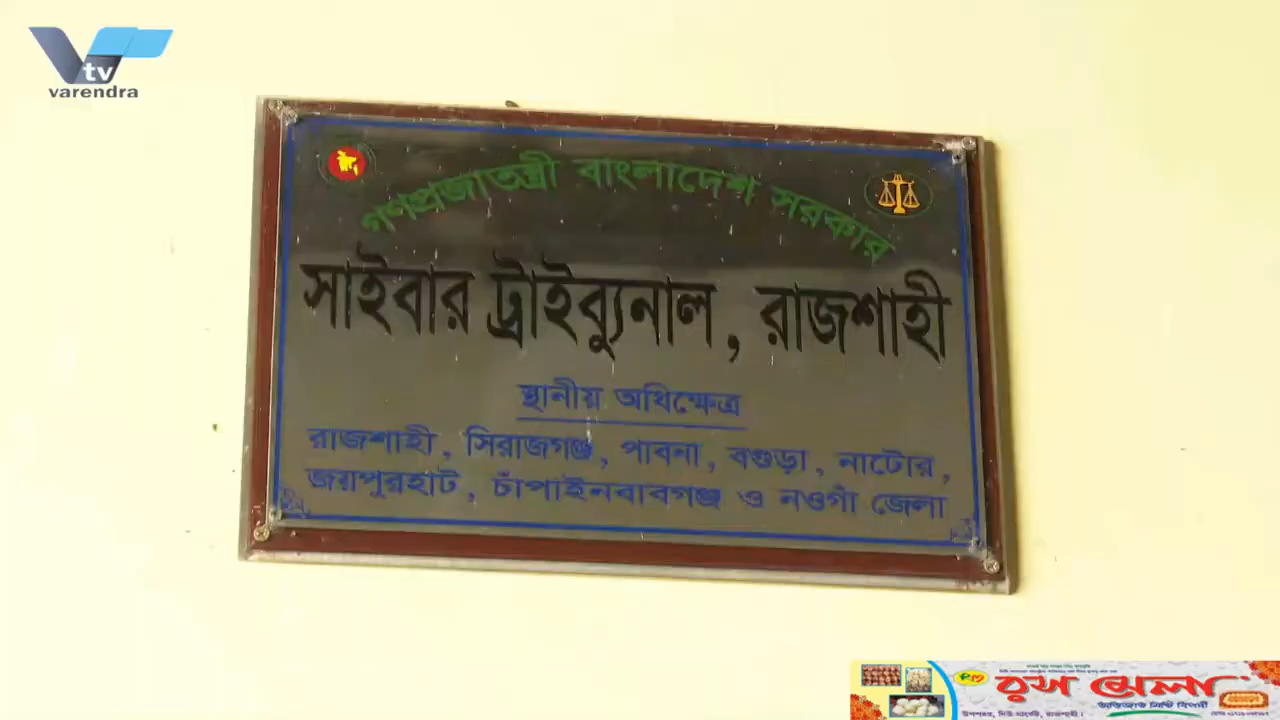 tv
varendra
গণপ্রজাতন্ত্রী বাংলাদেশ সরকার
সাইবার ট্রাইব্যুনাল, রাজশাহী
স্থানীয় অধিক্ষেত্র
রাজশাহী, সিরাজগঞ্জ, পাবনা, বগুড়া, নাটোর,
জয়পুরহাট, চাঁপাইনবাবগঞ্জ ও নওগাঁ জেলা
রস মেলা